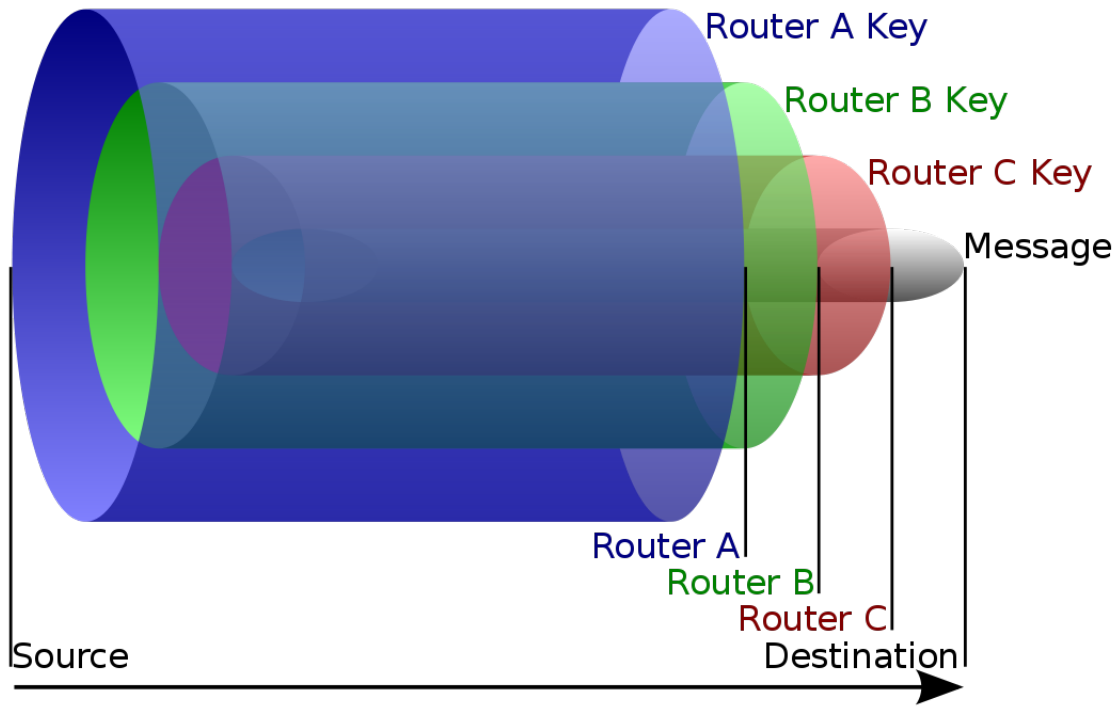 Router A Key
Router B Key
Router C Key
Message
Router A
Router B
Router C
Source
Destination